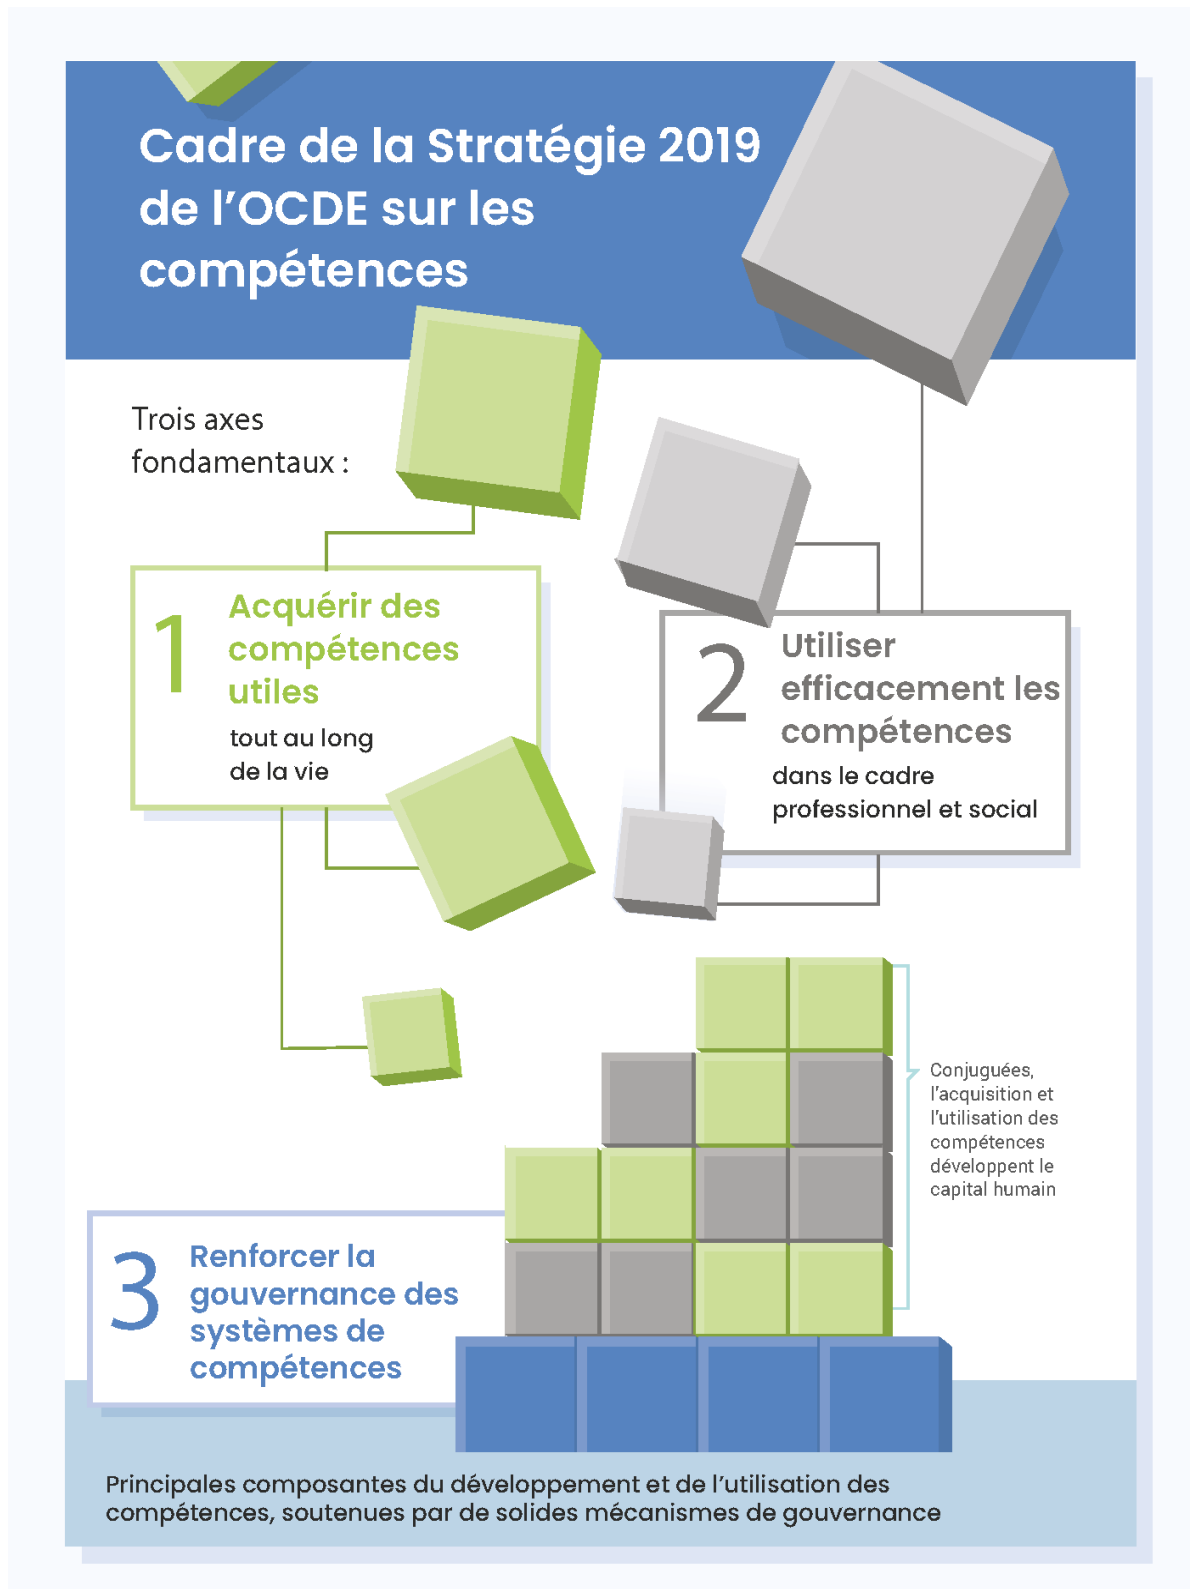 Cadre de la Stratégie 2019
de l’OCDE sur les
compétences
Trois axes
fondamentaux :
1
Acquérir des
compétences
utiles
tout au long
de la vie
2
Utiliser
efficacement les
compétences
dans le cadre
professionnel et social
Conjuguées,
l’acquisition et
l’utilisation des
compétences
développent le
capital humain
3
Renforcer la
gouvernance des
systèmes de
compétences
Principales composantes du développement et de l’utilisation des
compétences, soutenues par de solides mécanismes de gouvernance